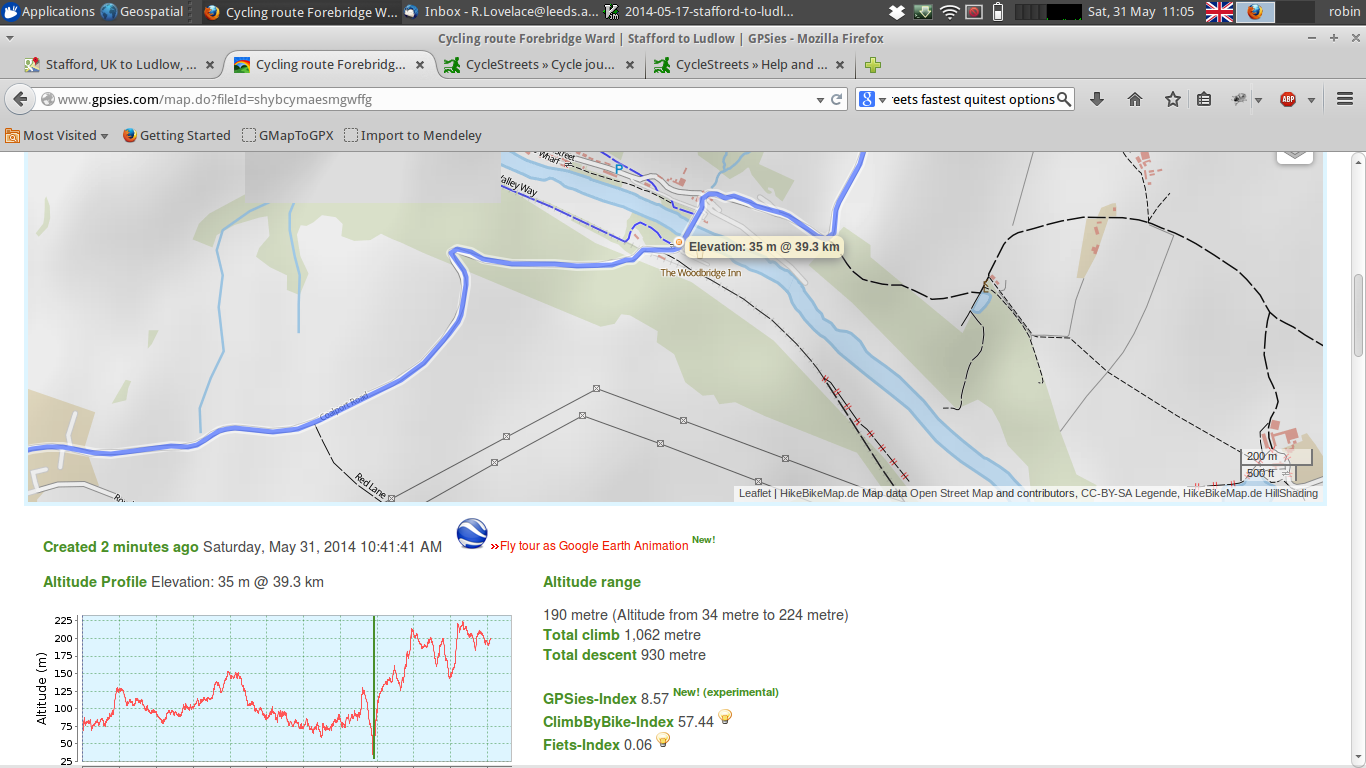 Applications Geospatial Cycling route Forebridge W... Inbox - R.Lovelace@leeds.a... 2014-05-17-stafford-to-ludl... Sat, 31 May 11:05 robin
Cycling route Forebridge Ward | Stafford to Ludlow | GPSies - Mozilla Firefox
Stafford, UK to Ludlow, ... Cycling route Forebridg... CycleStreets » Cycle jou... CycleStreets » Help and ...
www.gpsies.com/map.do?fileId=shybcymaesmgwffg eets fastest quitest options ABP
Most Visited Getting Started GMapToGPX Import to Mendeley
Wharf
P
Valley Way
Elevation: 35 m @ 39.3 km
The Woodbridge Inn
Coalport Road
Red Lane
200 m
500 ft
Leaflet | HikeBikeMap.de Map data Open Street Map and contributors, CC-BY-SA Legende, HikeBikeMap.de HillShading
Created 2 minutes ago Saturday, May 31, 2014 10:41:41 AM »Fly tour as Google Earth Animation New!
Altitude Profile Elevation: 35 m @ 39.3 km
Altitude range
190 metre (Altitude from 34 metre to 224 metre)
Total climb 1,062 metre
Total descent 930 metre
GPSies-Index 8.57 New! (experimental)
ClimbByBike-Index 57.44
Fiets-Index 0.06
Altitude (m)
225
200
175
150
125
100
75
50
25